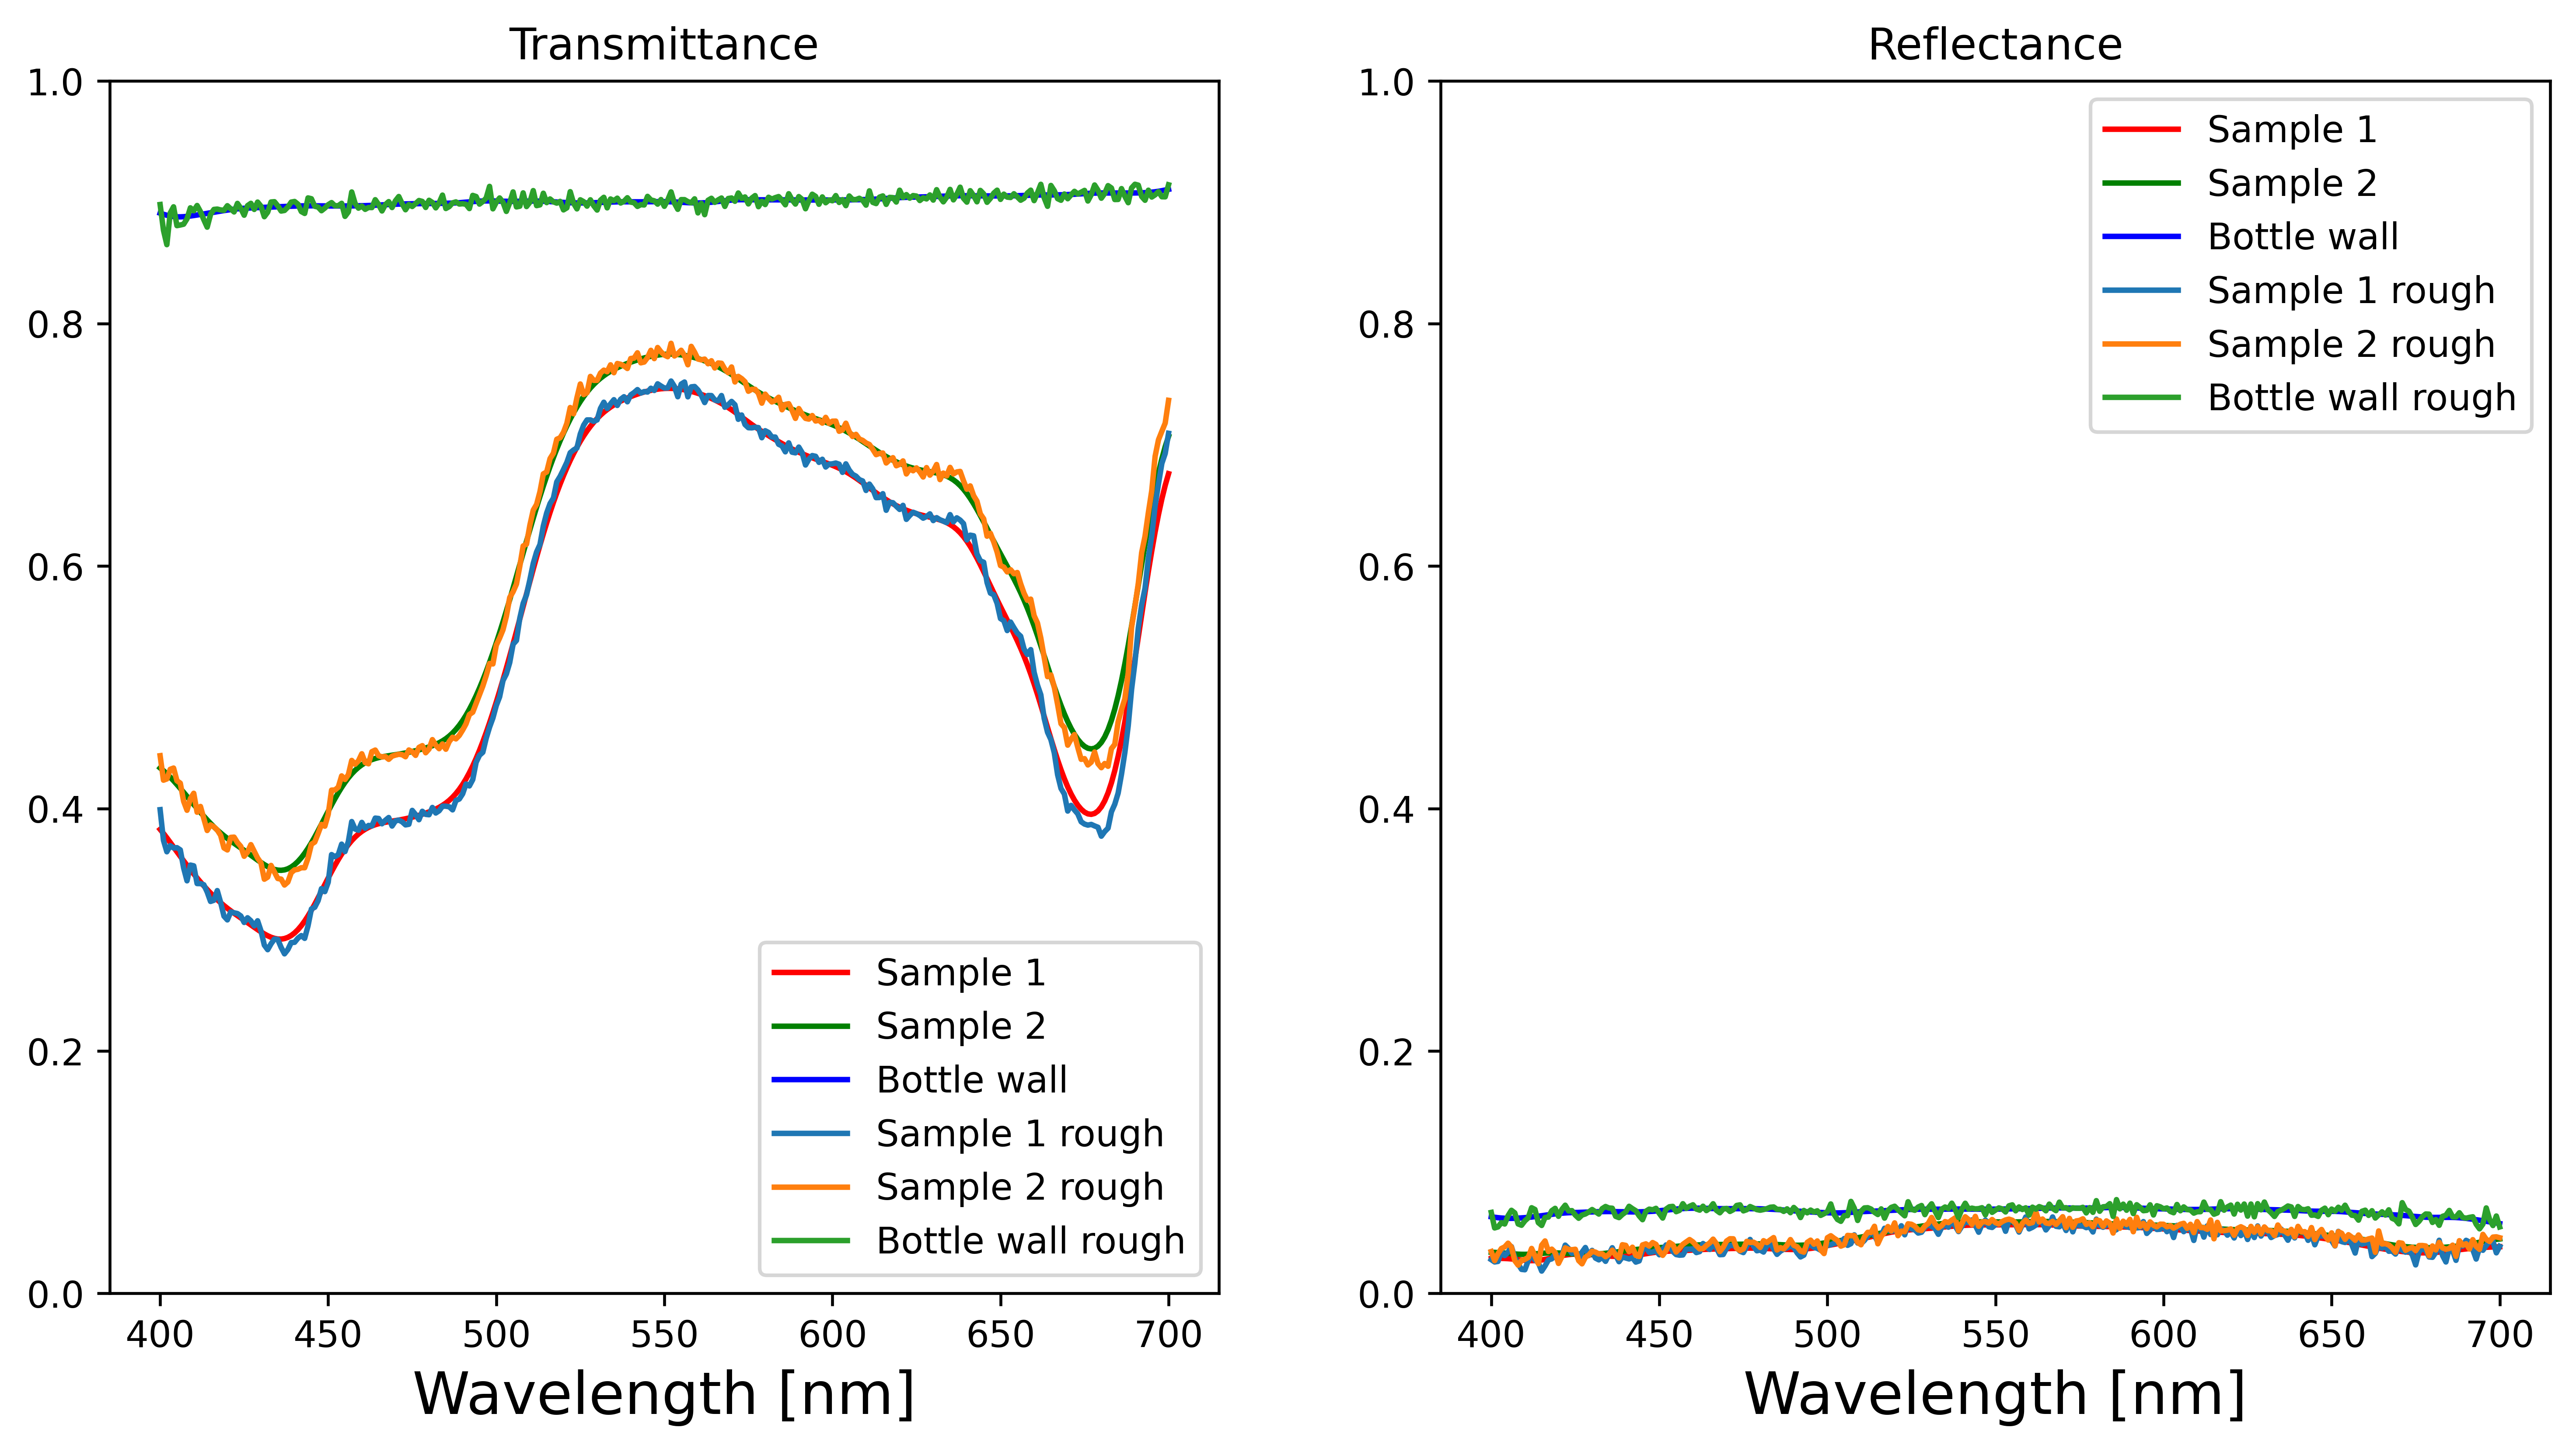 Transmittance
1.0
0.8
0.6
0.4
0.2
0.0
400 450 500 550 600 650 700
Wavelength [nm]
Sample 1
Sample 2
Bottle wall
Sample 1 rough
Sample 2 rough
Bottle wall rough
Reflectance
1.0
0.8
0.6
0.4
0.2
0.0
400 450 500 550 600 650 700
Wavelength [nm]
Sample 1
Sample 2
Bottle wall
Sample 1 rough
Sample 2 rough
Bottle wall rough